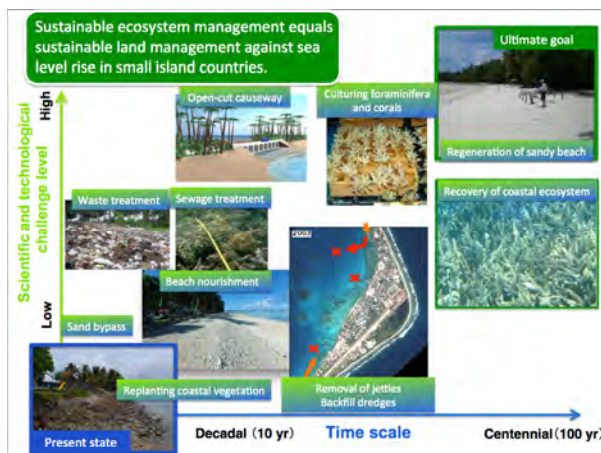 Sustainable ecosystem management equals
sustainable land management against sea
level rise in small island countries.
Ultimate goal
Open-cut causeway
Culturing foraminifera
and corals
Regeneration of sandy beach
Scientific and technological
challenge level
High
Low
Waste treatment
Sewage treatment
Recovery of coastal ecosystem
2003
Beach nourishment
Sand bypass
Replanting coastal vegetation
Removal of jetties
Backfill dredges
Present state
Decadal (10 yr)
Time scale
Centennial (100 yr)